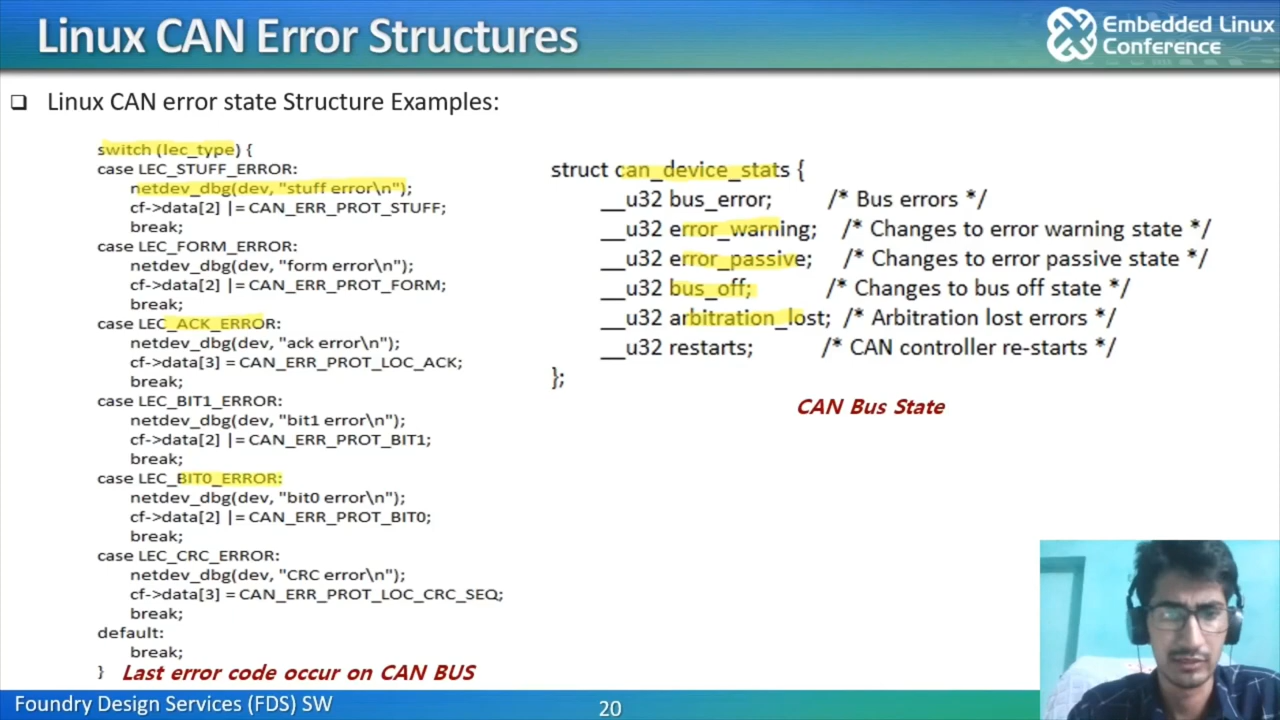 Linux CAN Error Structures
Embedded Linux
Conference
Linux CAN error state Structure Examples:
switch (lec_type) {
case LEC_STUFF_ERROR:
netdev_dbg(dev, "stuff error\n");
cf->data[2] |= CAN_ERR_PROT_STUFF;
break;
case LEC_FORM_ERROR:
netdev_dbg(dev, "form error\n");
cf->data[2] |= CAN_ERR_PROT_FORM;
break;
case LEC_ACK_ERROR:
netdev_dbg(dev, "ack error\n");
cf->data[3] = CAN_ERR_PROT_LOC_ACK;
break;
case LEC_BIT1_ERROR:
netdev_dbg(dev, "bit1 error\n");
cf->data[2] |= CAN_ERR_PROT_BIT1;
break;
case LEC_BIT0_ERROR:
netdev_dbg(dev, "bit0 error\n");
cf->data[2] |= CAN_ERR_PROT_BIT0;
break;
case LEC_CRC_ERROR:
netdev_dbg(dev, "CRC error\n");
cf->data[3] = CAN_ERR_PROT_LOC_CRC_SEQ;
break;
default:
break;
}
Last error code occur on CAN BUS
struct can_device_stats {
__u32 bus_error; /* Bus errors */
__u32 error_warning; /* Changes to error warning state */
__u32 error_passive; /* Changes to error passive state */
__u32 bus_off; /* Changes to bus off state */
__u32 arbitration_lost; /* Arbitration lost errors */
__u32 restarts; /* CAN controller re-starts */
};
CAN Bus State
Foundry Design Services (FDS) SW
20